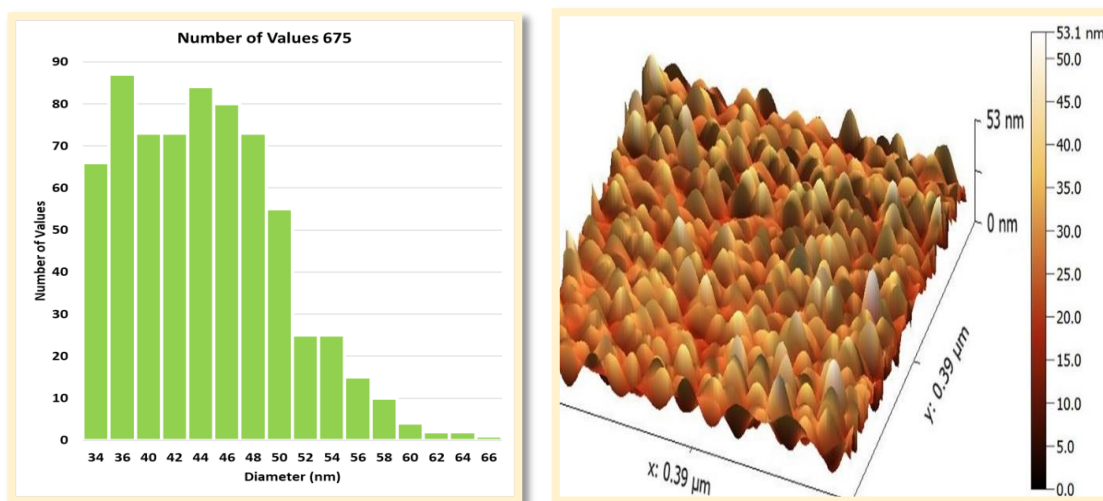 Number of Values 675
90
80
70
60
50
40
30
20
10
0
Number of Values
34 36 40 42 44 46 48 50 52 54 56 58 60 62 64 66
Diameter (nm)
53.1 nm
50.0
45.0
40.0
35.0
30.0
25.0
20.0
15.0
10.0
5.0
0.0
53 nm
0 nm
x: 0.39 µm
y: 0.39 µm